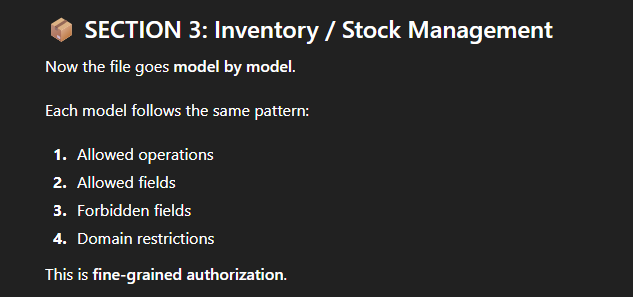 📦 SECTION 3: Inventory / Stock Management
Now the file goes model by model.
Each model follows the same pattern:
1. Allowed operations
2. Allowed fields
3. Forbidden fields
4. Domain restrictions
This is fine-grained authorization.